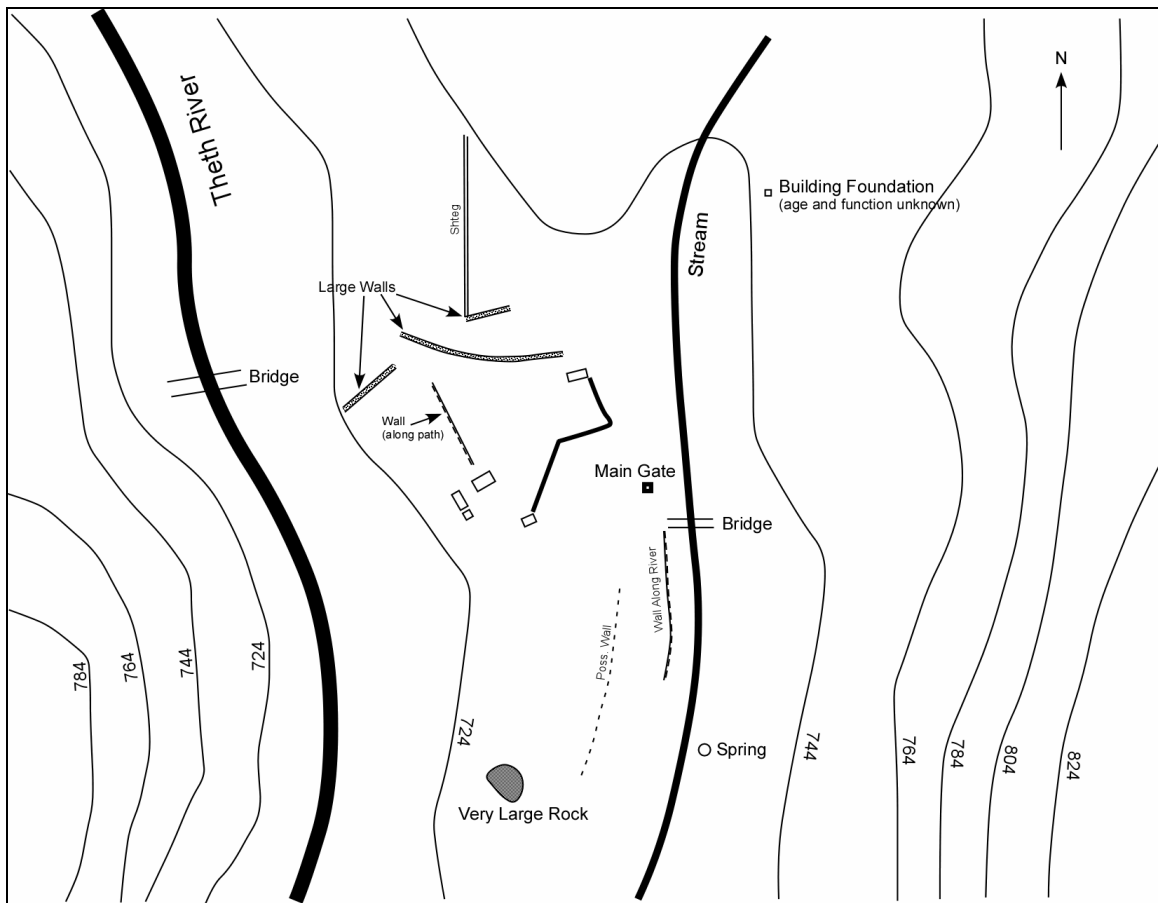 Theth River
N
Building Foundation
(age and function unknown)
Shteg
Stream
Large Walls
Bridge
Wall
(along path)
Main Gate
Bridge
Wall Along River
Poss. Wall
784
764
744
724
724
Spring
744
764
784
804
824
Very Large Rock